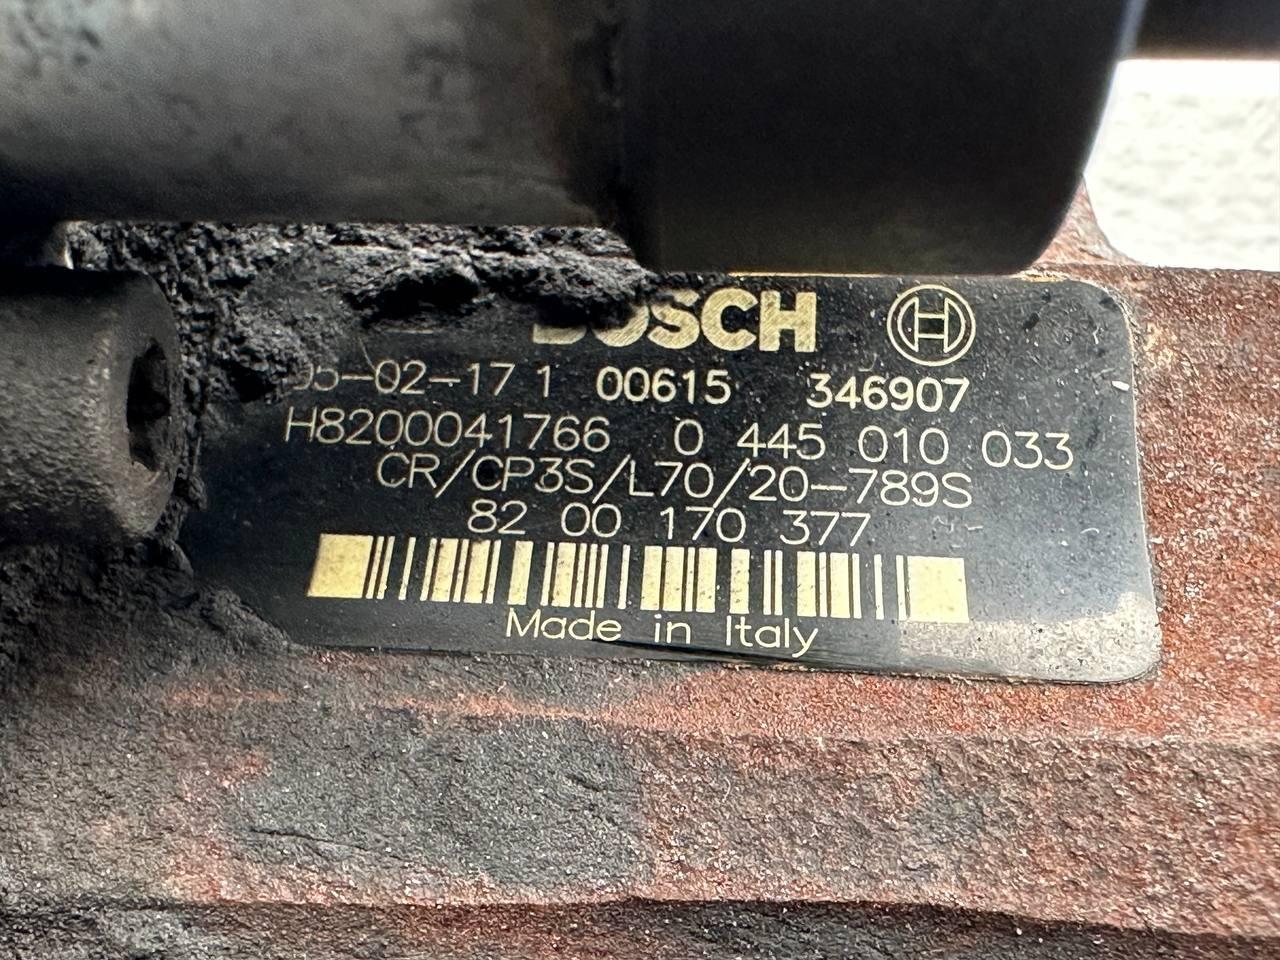 BOSCH
05-02-17 1 00615 346907
H8200041766 0 445 010 033
CR/CP3S/L70/20-789S
82 00 170 377
Made in Italy